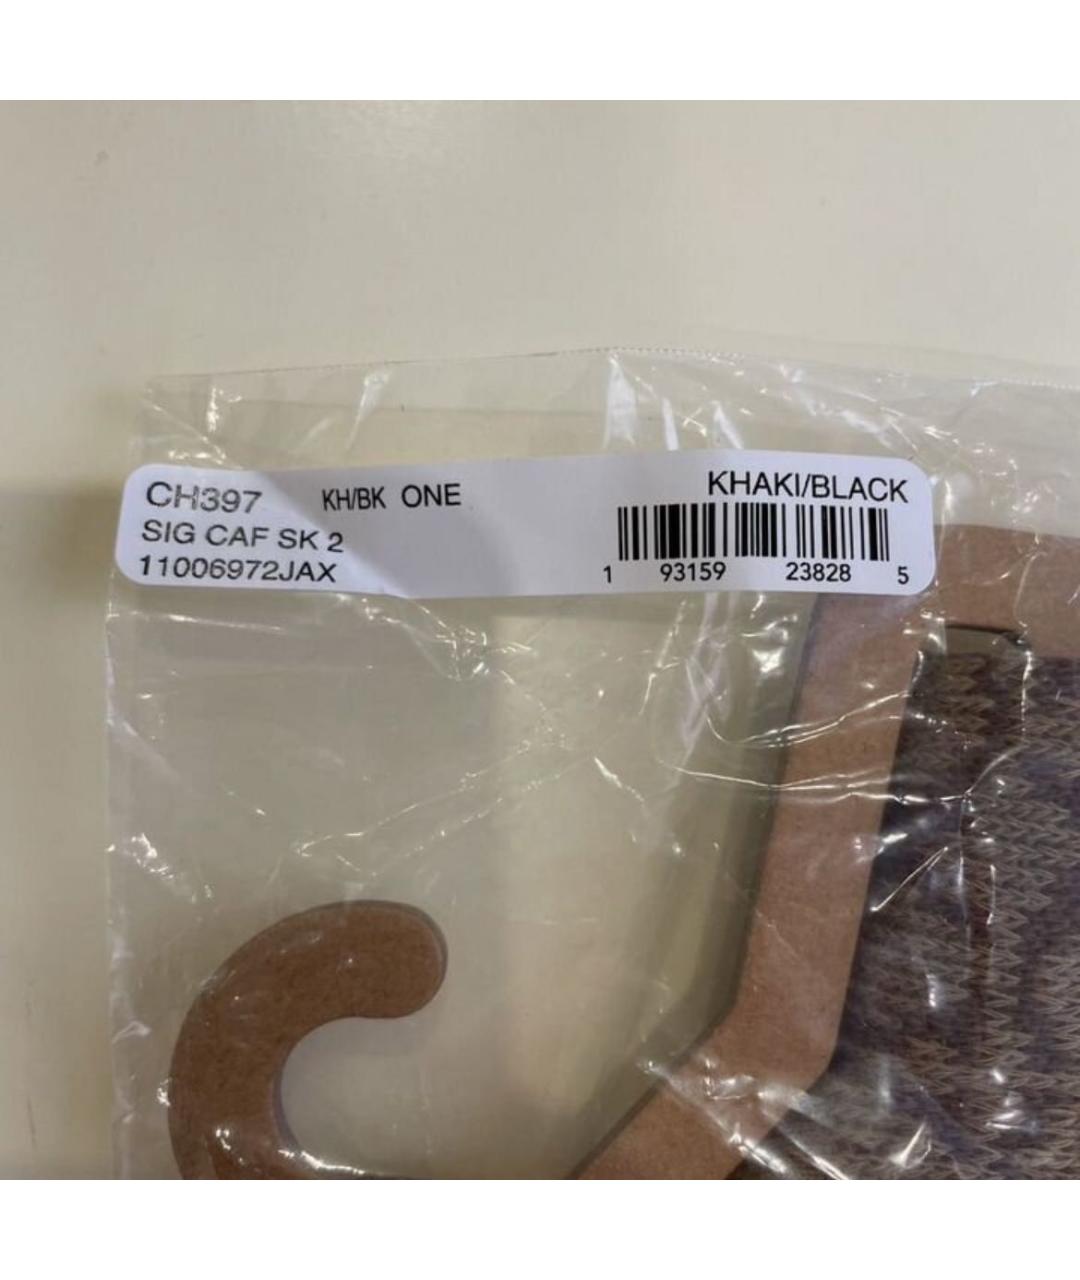 CH397 KH/BK ONE KHAKI/BLACK
SIG CAF SK 2
11006972JAX
1 93159 23828 5